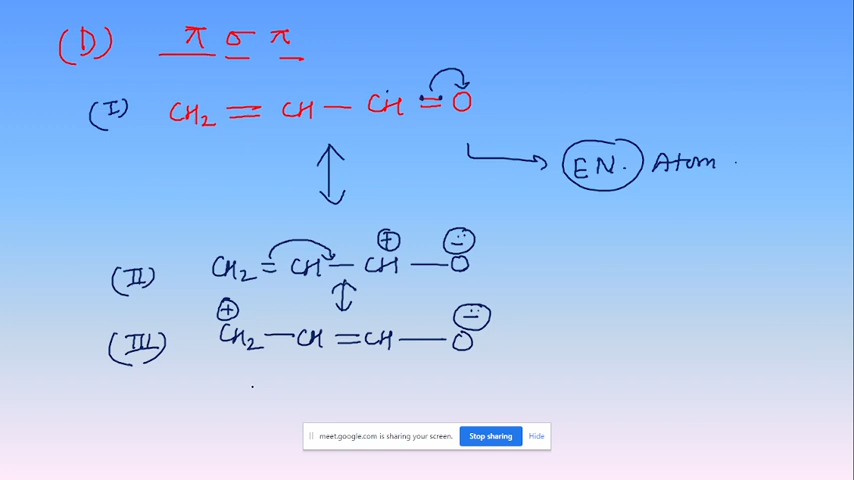 (D) π σ π
(I) CH₂ = CH — CH = O
EN. Atom .
⊕ ⊖
(II) CH₂ = CH — CH — O
⊕ ⊖
(III) CH₂ — CH = CH — O
meet.google.com is sharing your screen. Stop sharing Hide